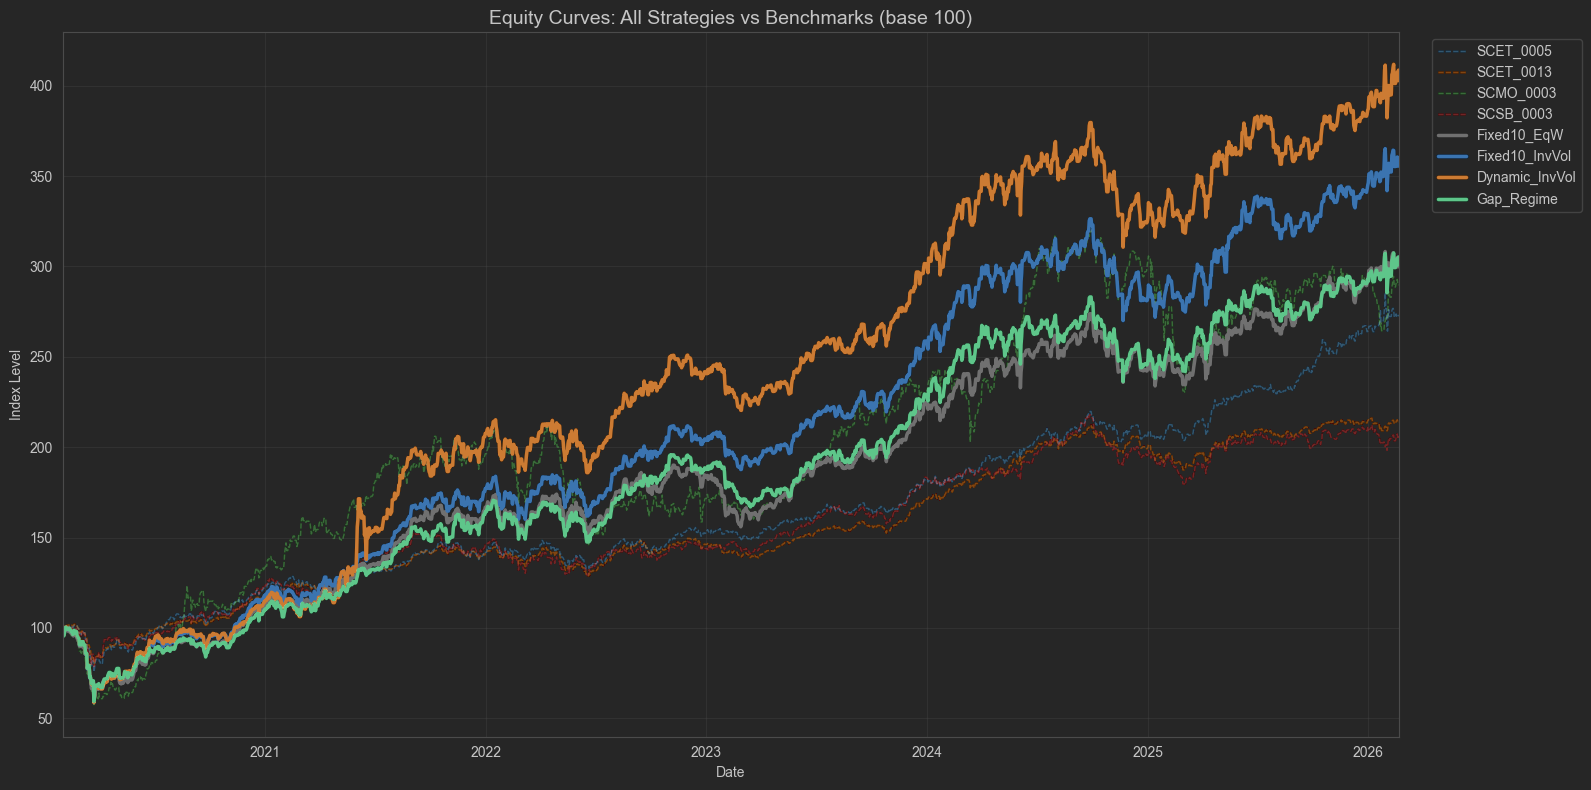 Equity Curves: All Strategies vs Benchmarks (base 100)
SCET_0005
SCET_0013
SCMO_0003
SCSB_0003
Fixed10_EqW
Fixed10_InvVol
Dynamic_InvVol
Gap_Regime
Index Level
400
350
300
250
200
150
100
50
2021 2022 2023 2024 2025 2026
Date